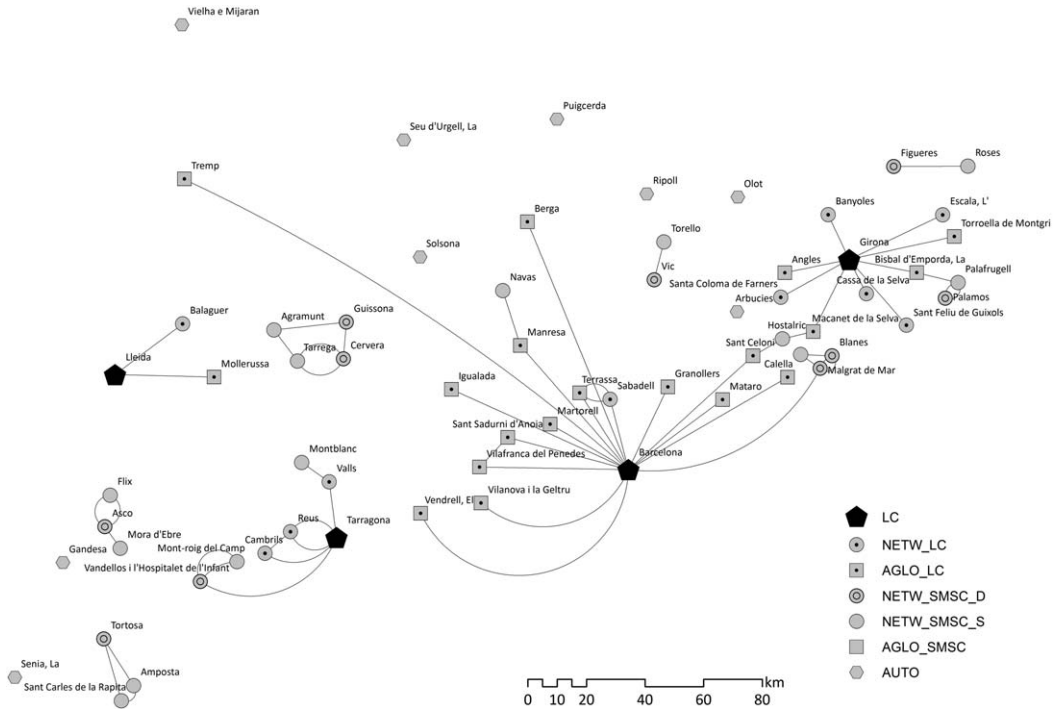 Vielha e Mijaran
Puigcerda
Seu d'Urgell, La
Tremp
Figueres
Roses
Ripoll
Olot
Berga
Banyoles
Escala, L'
Torroella de Montgri
Torello
Girona
Solsona
Vic
Angles
Bisbal d'Emporda, La
Navas
Santa Coloma de Farners
Cassa de la Selva
Palafrugell
Arbucies
Palamos
Balaguer
Guissona
Agramunt
Manresa
Hostalric
Macanet de la Selva
Sant Feliu de Guixols
Lleida
Tarrega
Cervera
Sant Celoni
Blanes
Mollerussa
Igualada
Terrassa
Sabadell
Granollers
Calella
Malgrat de Mar
Mataro
Martorell
Sant Sadurni d'Anoia
Montblanc
Vilafranca del Penedes
Barcelona
Valls
Flix
Vilanova i la Geltru
Vendrell, El
Asco
Reus
Tarragona
LC
Mora d'Ebre
Cambrils
NETW_LC
Gandesa
Mont-roig del Camp
Vandellos i l'Hospitalet de l'Infant
AGLO_LC
NETW_SMSC_D
Tortosa
NETW_SMSC_S
AGLO_SMSC
Senia, La
Amposta
AUTO
Sant Carles de la Rapita
km
0 10 20 40 60 80